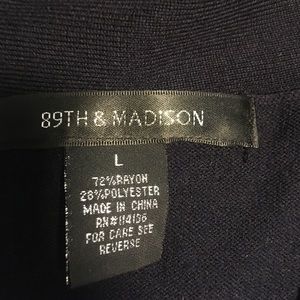 89TH & MADISON
L
72%RAYON
28%POLYESTER
MADE IN CHINA
RN#114136
FOR CARE SEE
REVERSE